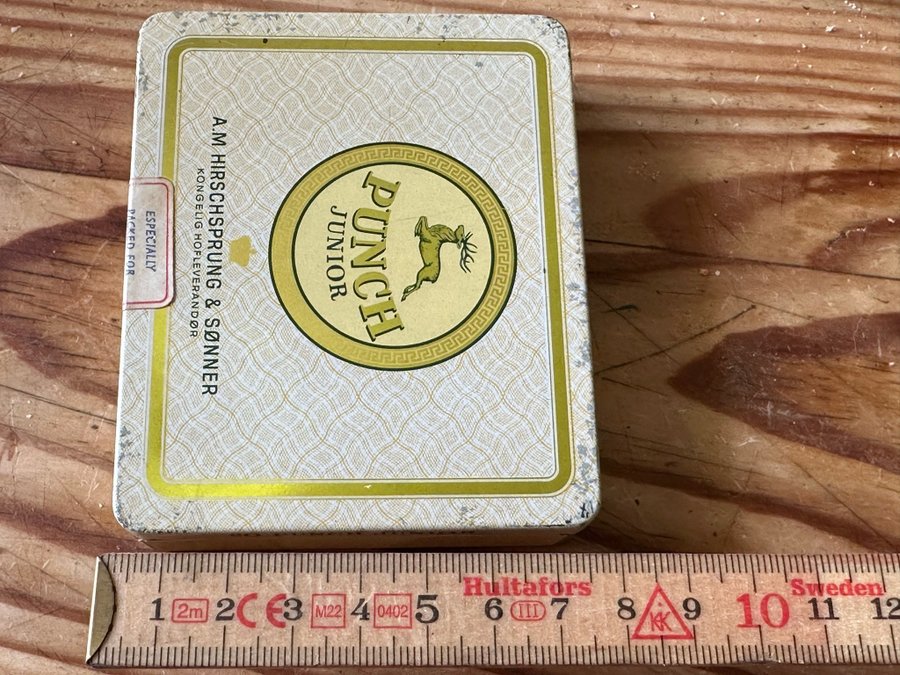 A.M HIRSCHSPRUNG & SØNNER
KONGELIG HOFLEVERANDØR
PUNCH
JUNIOR
ESPECIALLY
PACKED FOR
Hultafors Sweden
1 2m 2 CE 3 M22 4 0402 5 6 III 7 8 KK 9 10 11 12